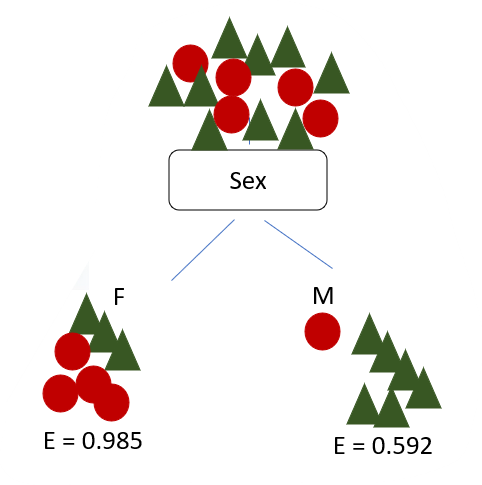 Sex
F
M
E = 0.985
E = 0.592